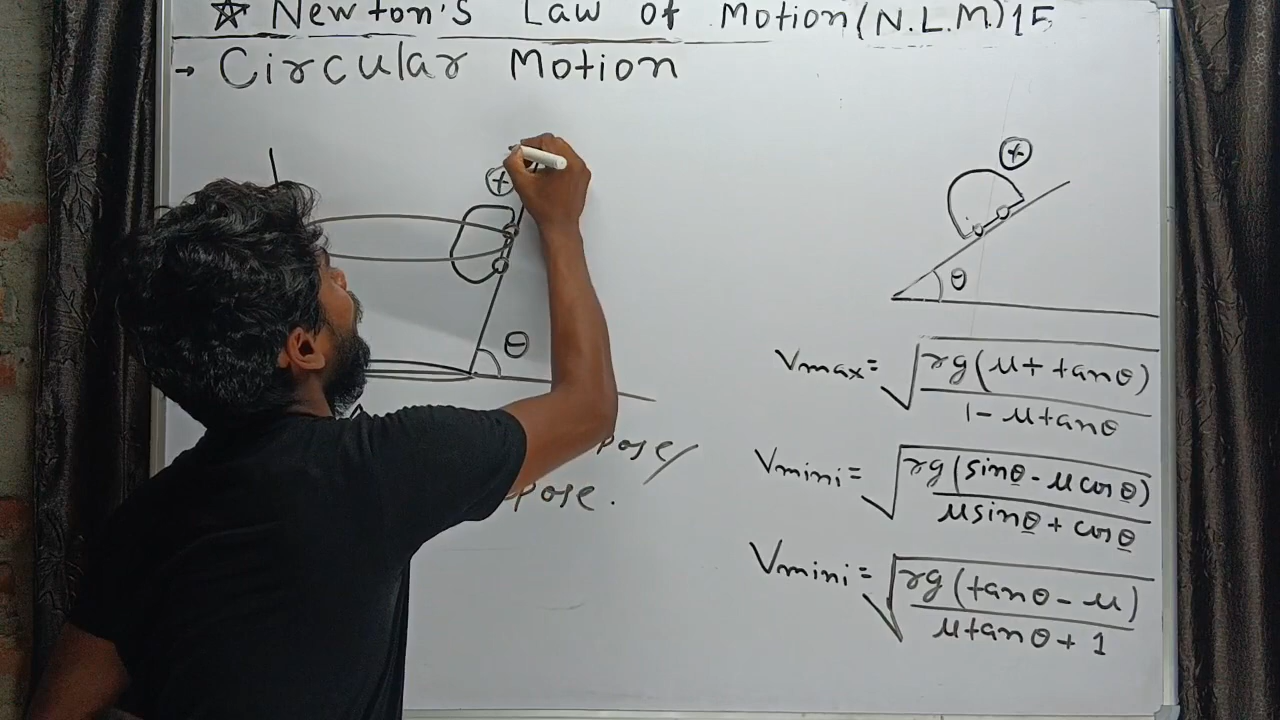 ☆ Newton's Law of Motion (N.L.M) 15
→ Circular Motion
+
θ
pose/
pose.
+
θ
Vmax = √(rg(μ + tanθ) / 1 - μtanθ)
Vmini = √(rg(sinθ - μcosθ) / μsinθ + cosθ)
Vmini = √(rg(tanθ - μ) / μtanθ + 1)